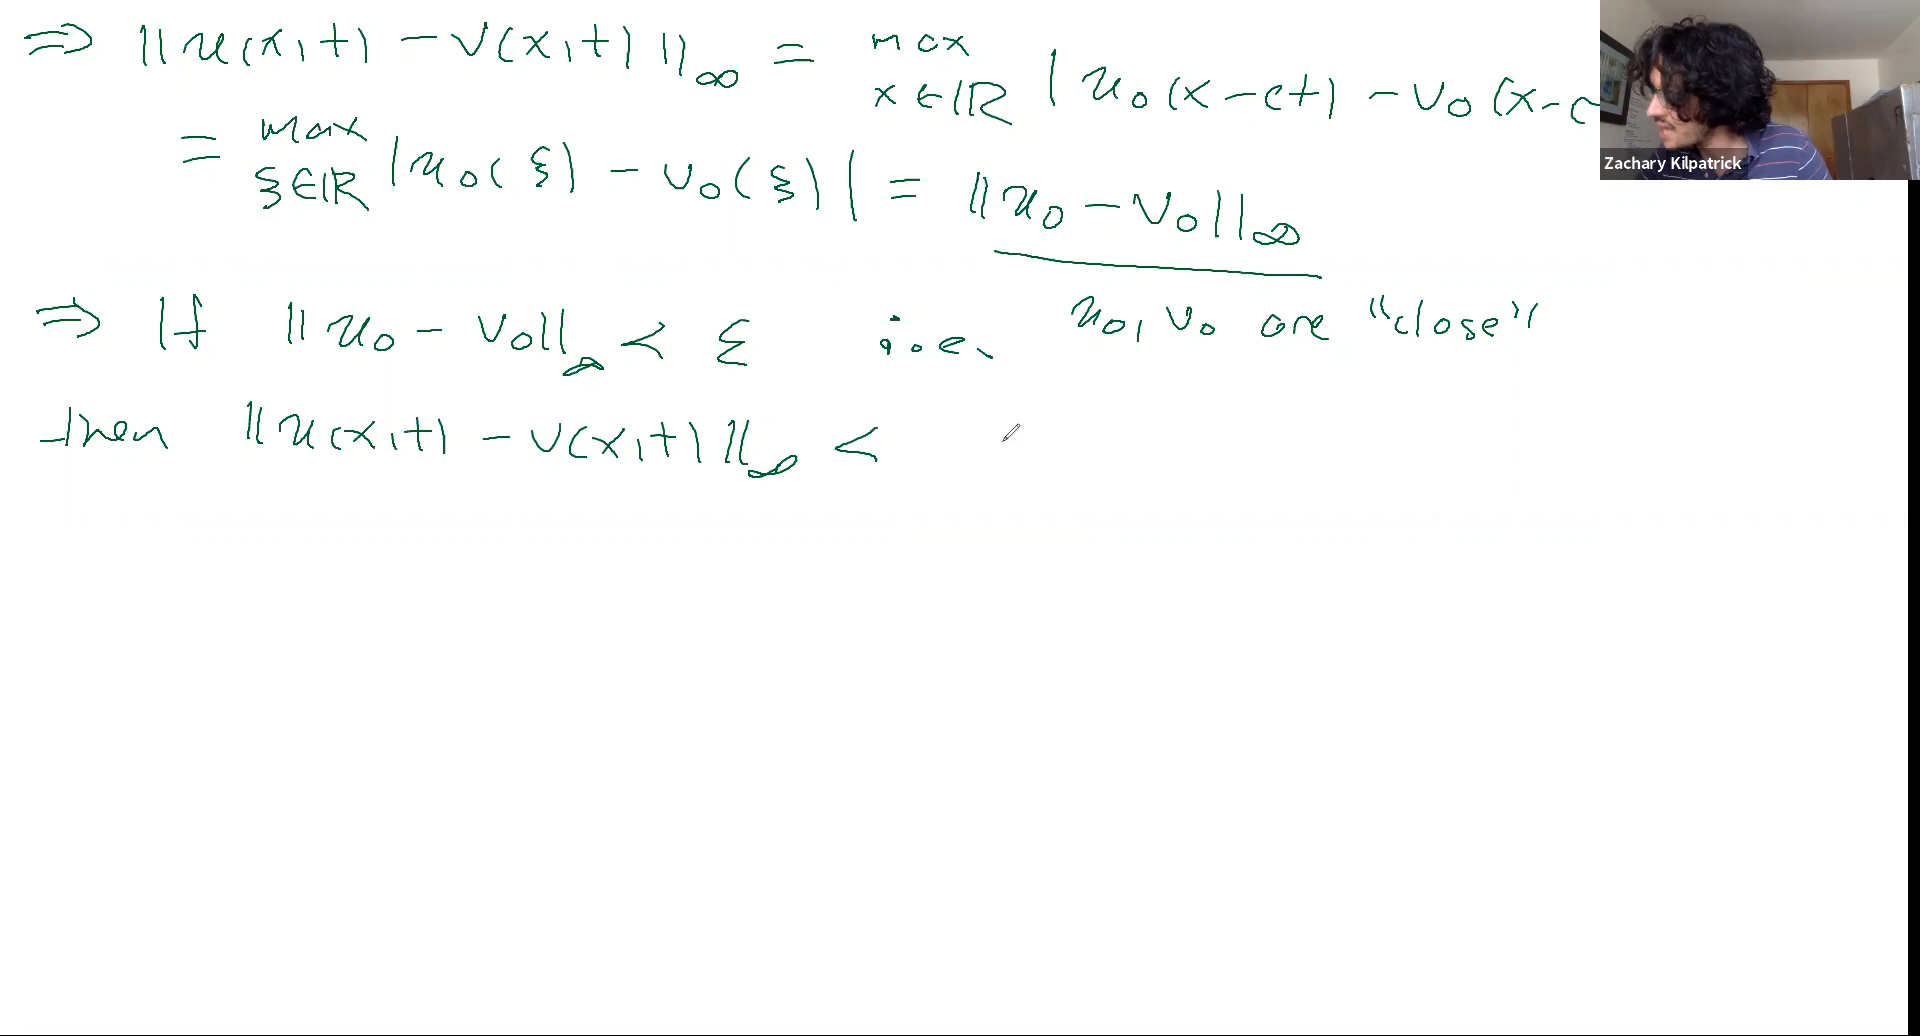 ⇒ ||u(x,t) - v(x,t)||∞ = max x∈ℝ |u₀(x-ct) - v₀(x-c
Zachary Kilpatrick
= max ξ∈ℝ |u₀(ξ) - v₀(ξ)| = ||u₀ - v₀||∞
⇒ If ||u₀ - v₀||∞ < ε i.e. u₀, v₀ are "close"
then ||u(x,t) - v(x,t)||∞ <